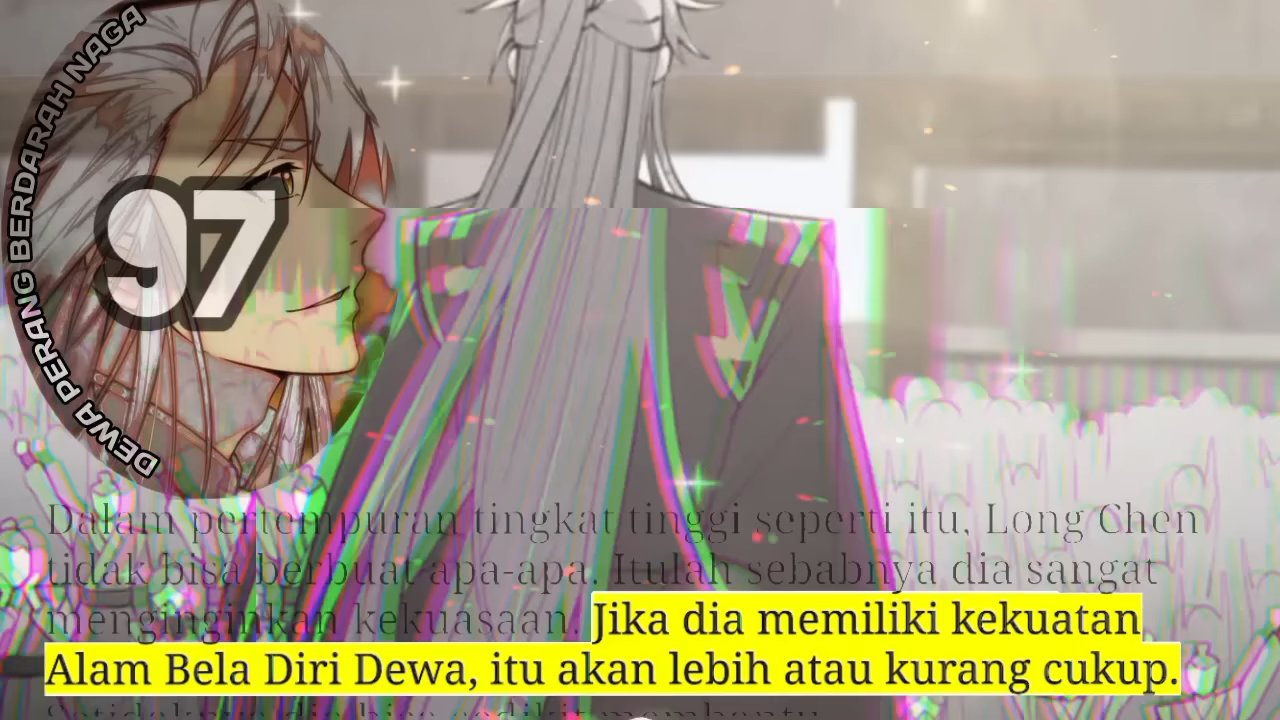 DEWA PERANG BERDARAH NAGA
97
Dalam pertempuran tingkat tinggi seperti itu, Long Chen
tidak bisa berbuat apa-apa. Itulah sebabnya dia sangat
menginginkan kekuasaan. Jika dia memiliki kekuatan
Alam Bela Diri Dewa, itu akan lebih atau kurang cukup.